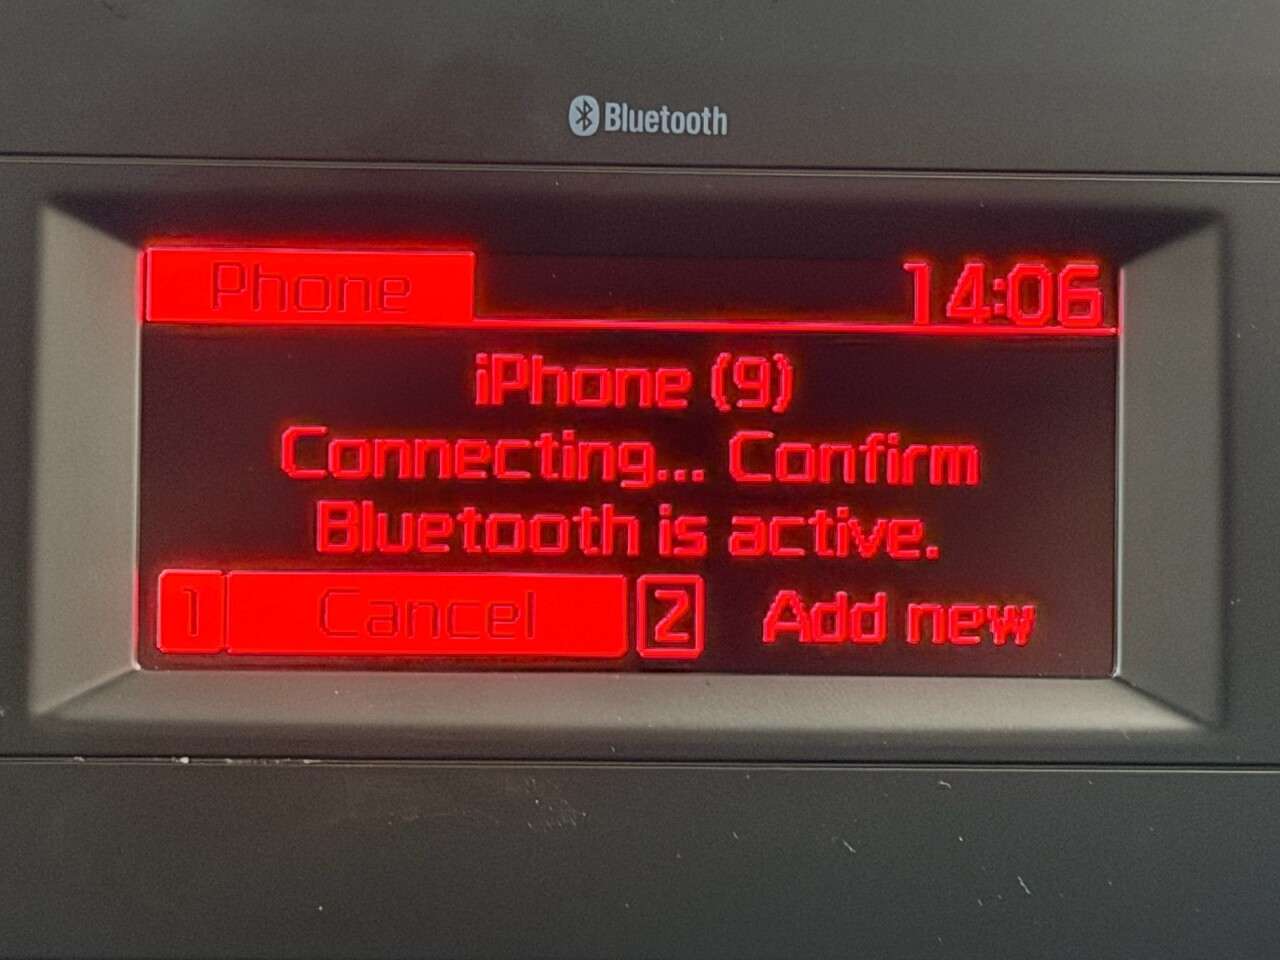 Bluetooth
Phone 14:06
iPhone (9)
Connecting... Confirm
Bluetooth is active.
1 Cancel 2 Add new